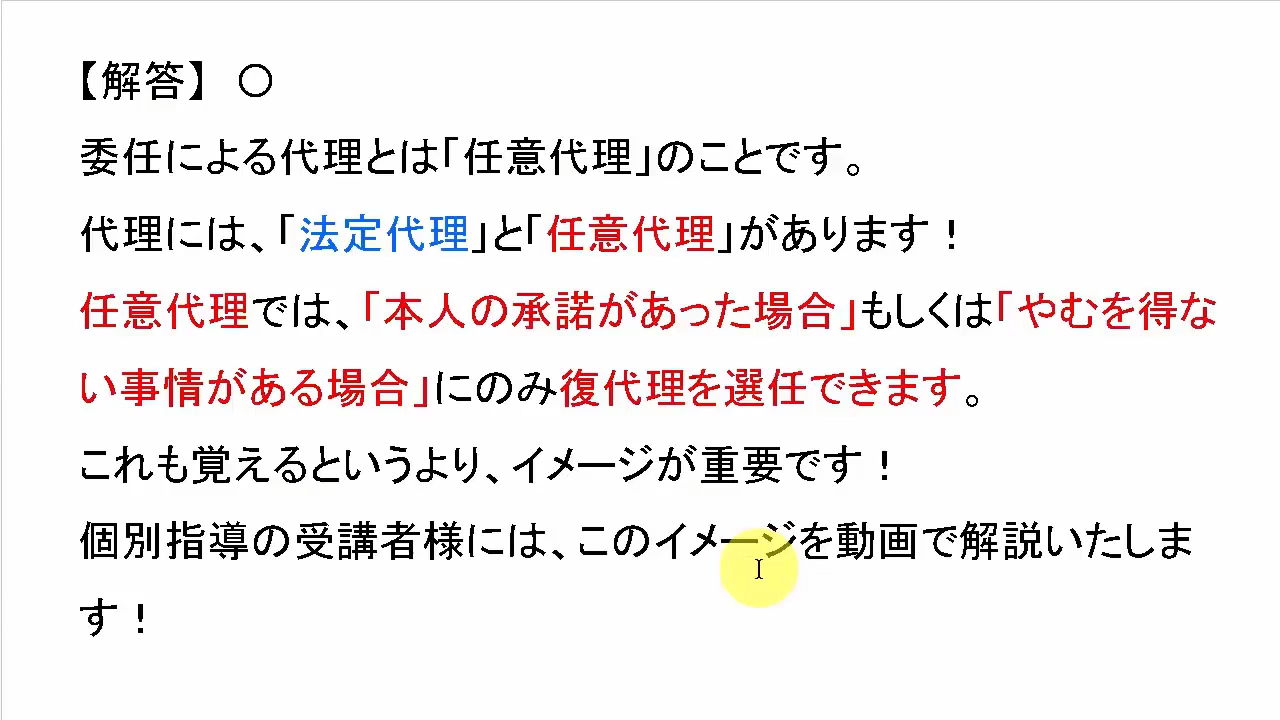 【解答】 ○
委任による代理とは「任意代理」のことです。
代理には、「法定代理」と「任意代理」があります！
任意代理では、「本人の承諾があった場合」もしくは「やむを得な
い事情がある場合」にのみ復代理を選任できます。
これも覚えるというより、イメージが重要です！
個別指導の受講者様には、このイメージを動画で解説いたしま
す！